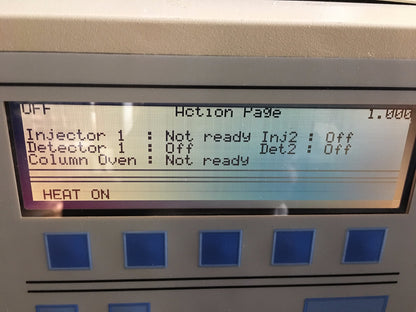 OFF Action Page 1.000
Injector 1 : Not ready Inj2 : Off
Detector 1 : Off Det2 : Off
Column Oven : Not ready
HEAT ON